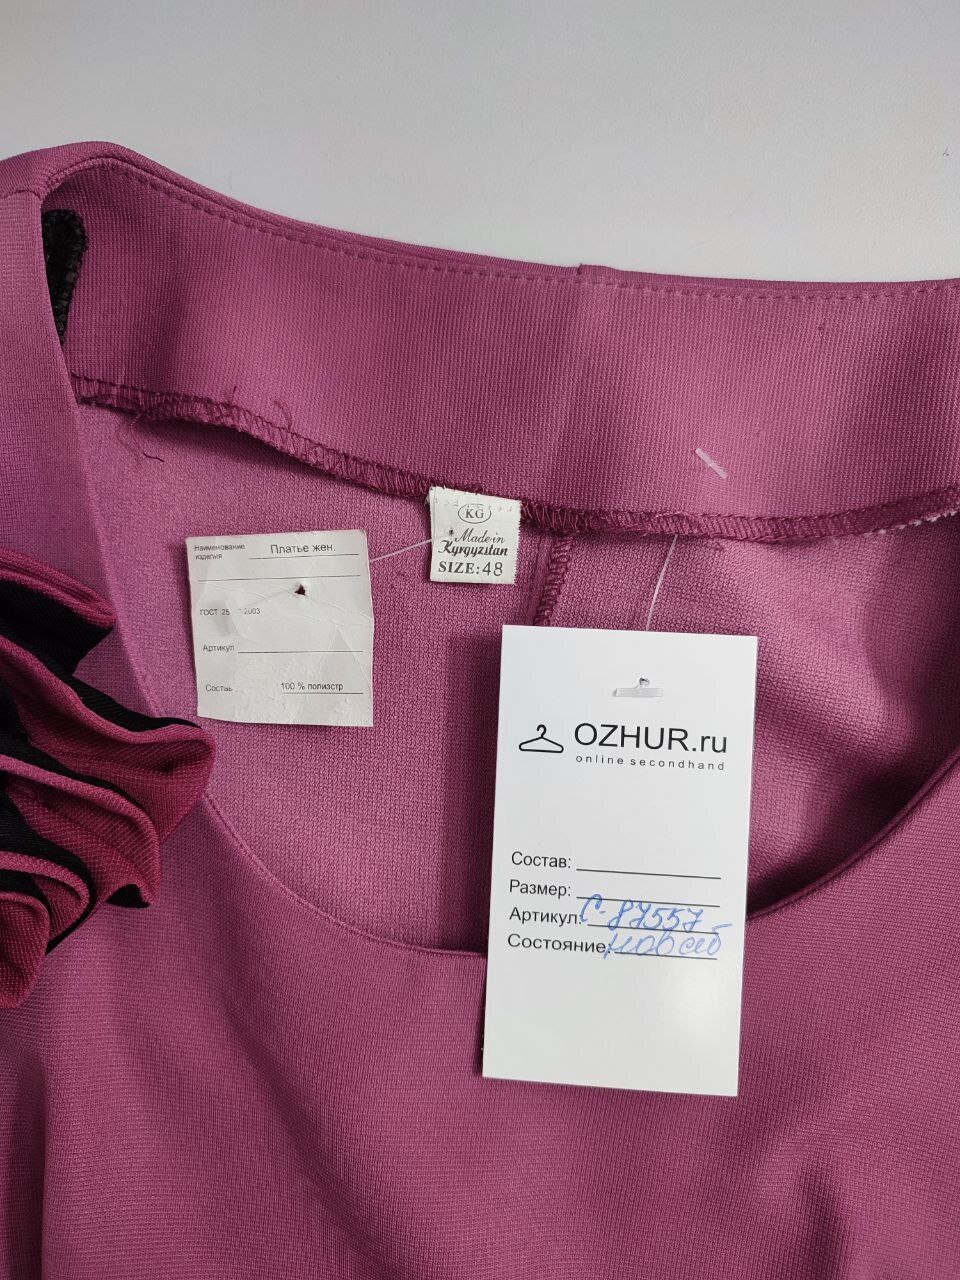 KG
Made in
Kyrgyzstan
SIZE:48
Наименование
изделия
Платье жен.
ГОСТ 25 2003
Артикул
Состав
100 % полиэстр
OZHUR.ru
online secondhand
Состав:
Размер:
Артикул: С-87557
Состояние: